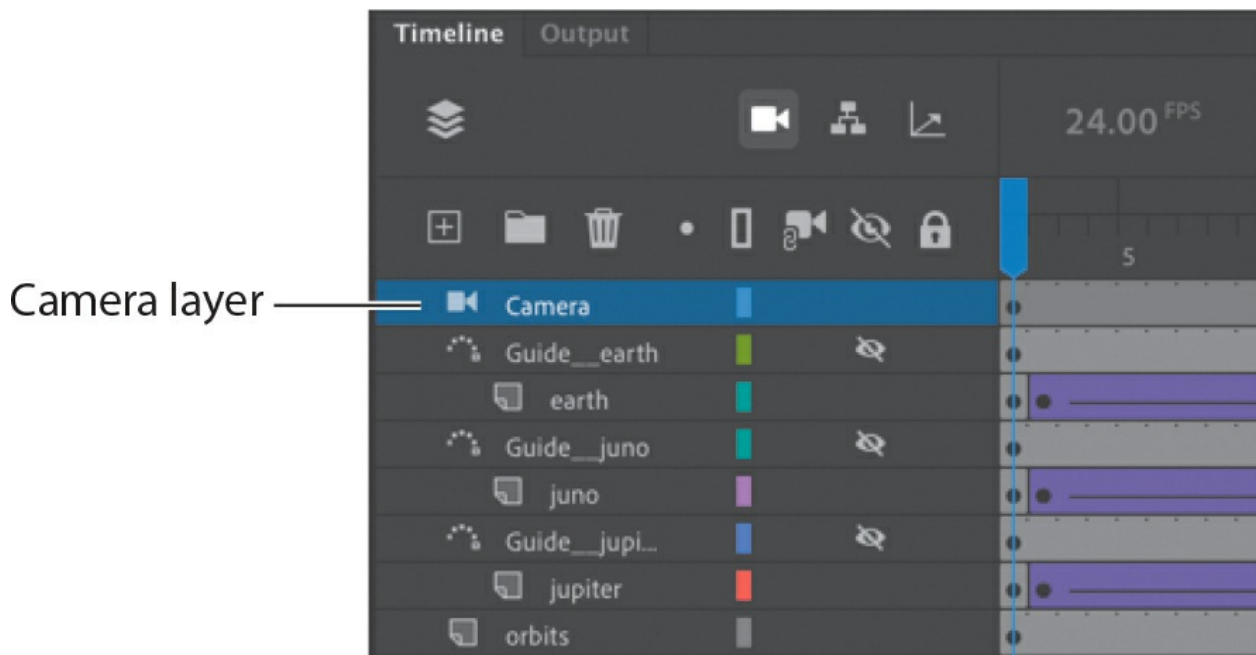 Timeline Output
24.00 FPS
5
Camera layer
Camera
Guide__earth
earth
Guide__juno
juno
Guide__jupi...
jupiter
orbits